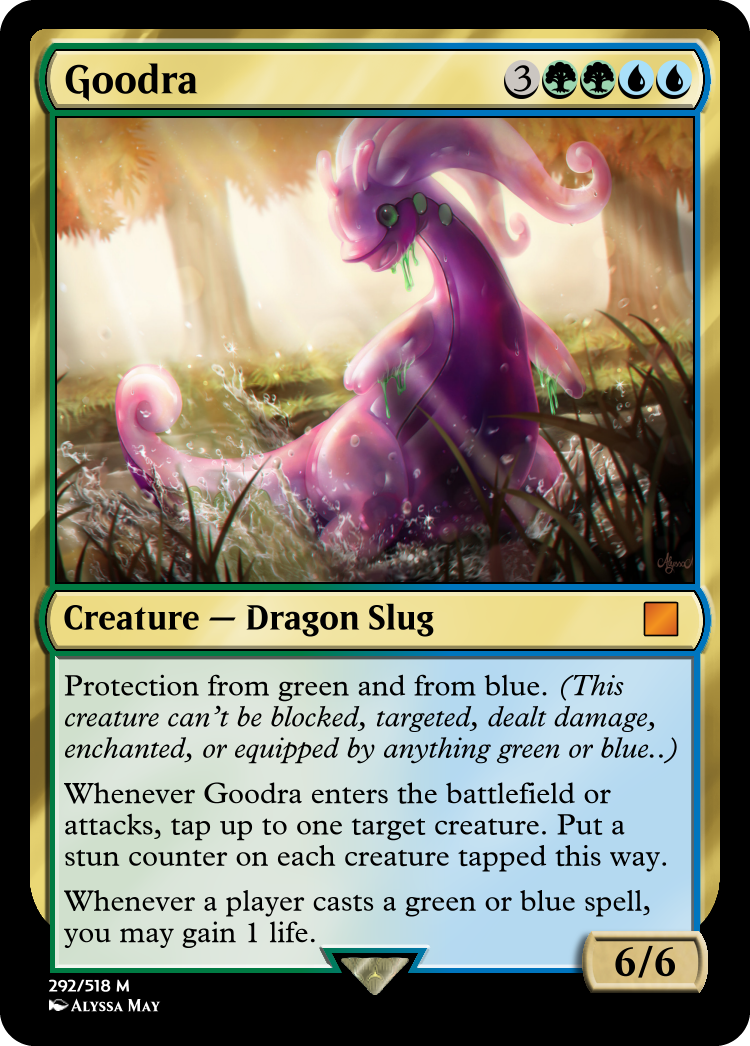 Goodra
3
Creature — Dragon Slug
Protection from green and from blue. (This
creature can't be blocked, targeted, dealt damage,
enchanted, or equipped by anything green or blue..)
Whenever Goodra enters the battlefield or
attacks, tap up to one target creature. Put a
stun counter on each creature tapped this way.
Whenever a player casts a green or blue spell,
you may gain 1 life.
6/6
292/518 M
Alyssa May